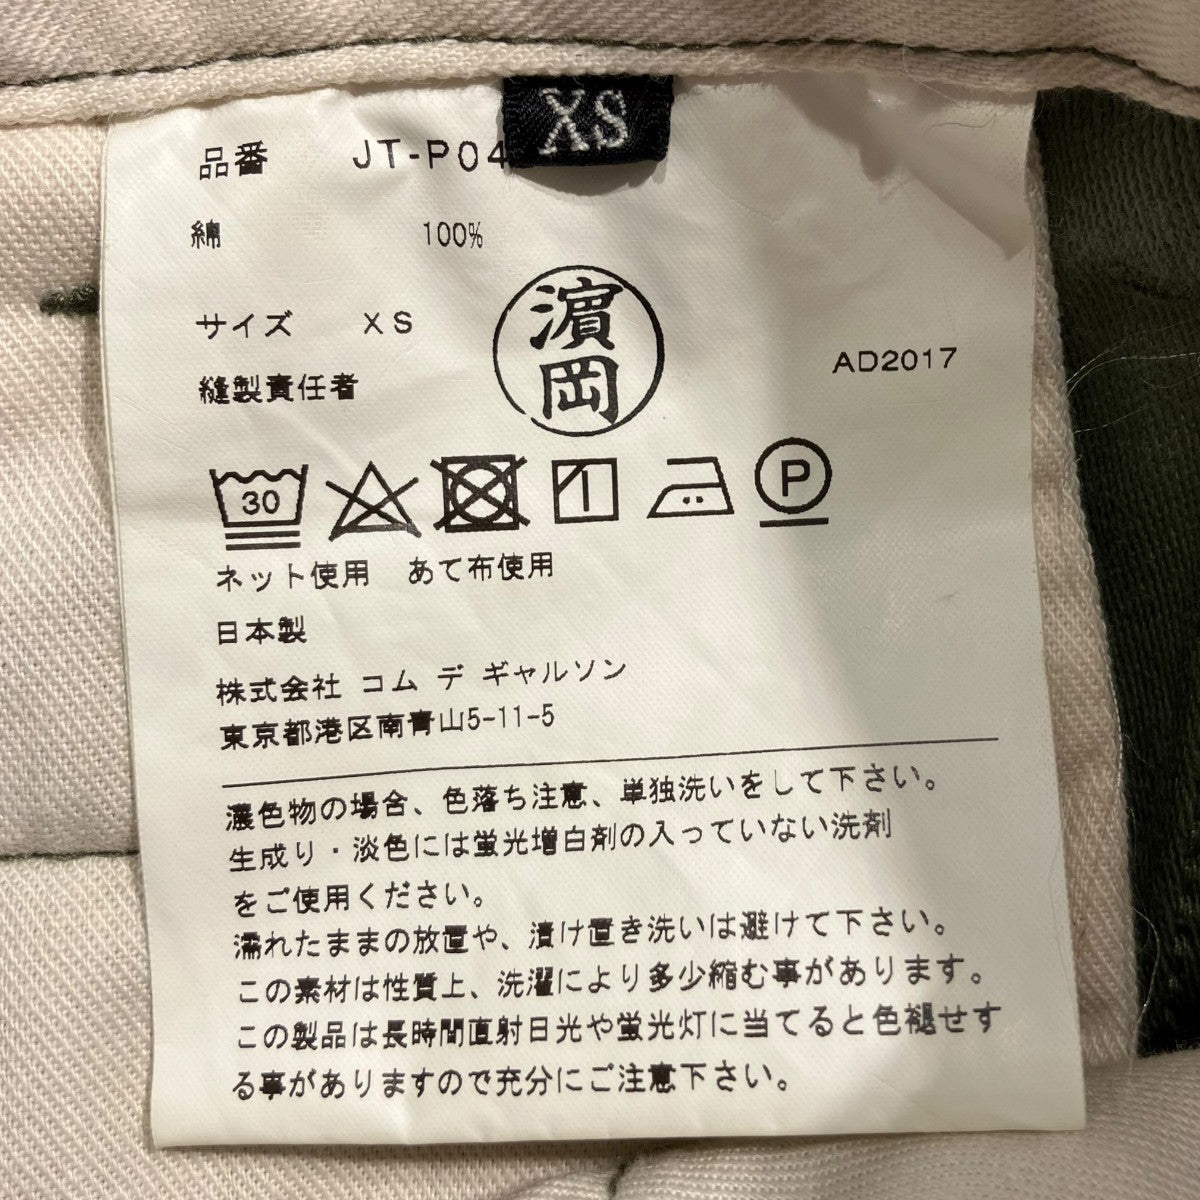 XS
品番 JT-P04
綿 100%
サイズ XS
濵岡
AD2017
縫製責任者
30
P
ネット使用 あて布使用
日本製
株式会社 コム デ ギャルソン
東京都港区南青山5-11-5
濃色物の場合、色落ち注意、単独洗いをして下さい。
生成り・淡色には蛍光増白剤の入っていない洗剤
をご使用ください。
濡れたままの放置や、漬け置き洗いは避けて下さい。
この素材は性質上、洗濯により多少縮む事があります。
この製品は長時間直射日光や蛍光灯に当てると色褪せす
る事がありますので充分にご注意下さい。